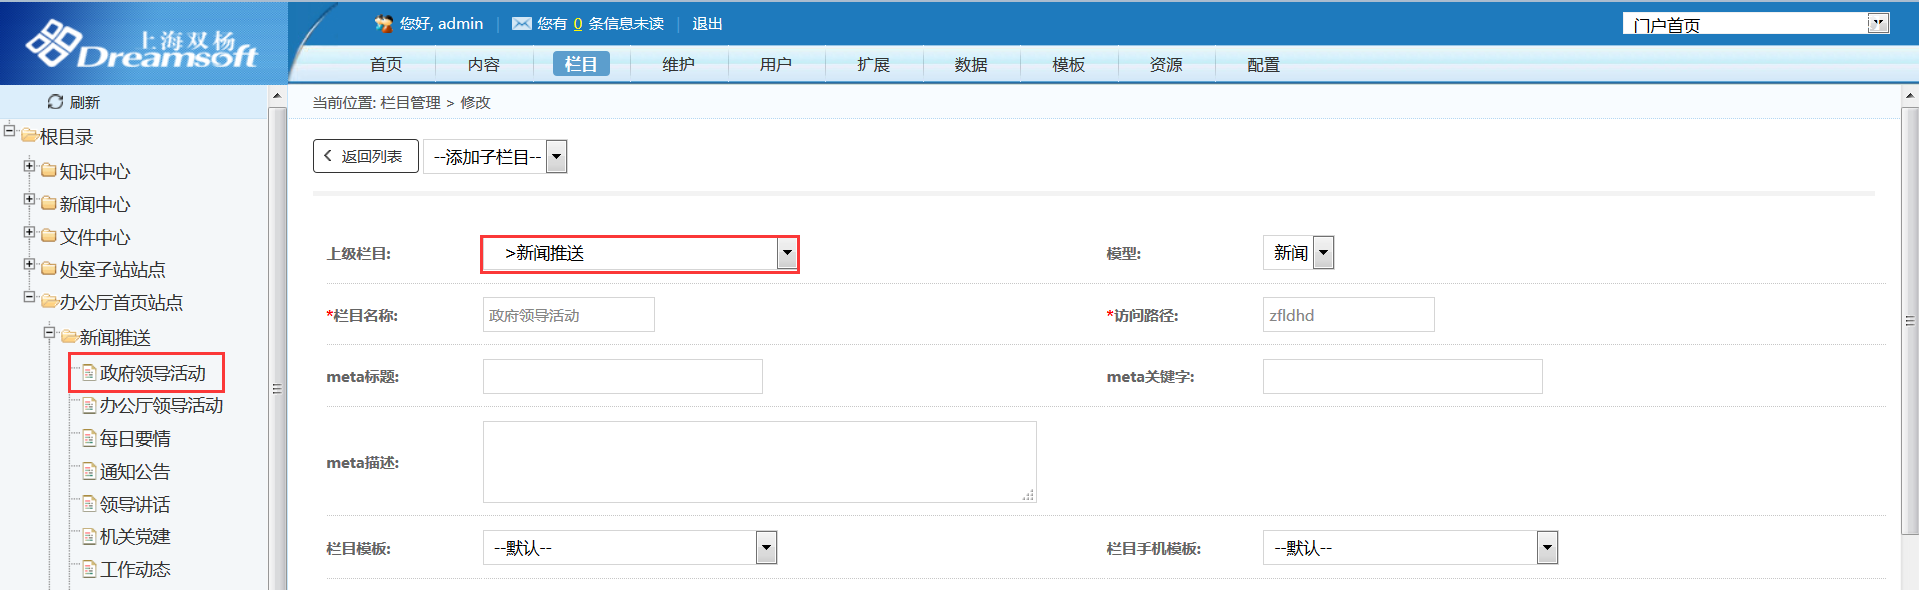 上海双杨
Dreamsoft
您好, admin
您有 0 条信息未读
退出
门户首页
首页 内容 栏目 维护 用户 扩展 数据 模板 资源 配置
刷新
根目录
知识中心
新闻中心
文件中心
处室子站站点
办公厅首页站点
新闻推送
政府领导活动
办公厅领导活动
每日要情
通知公告
领导讲话
机关党建
工作动态
当前位置: 栏目管理 > 修改
返回列表
--添加子栏目--
上级栏目: >新闻推送 模型: 新闻
*栏目名称: 政府领导活动 *访问路径: zfldhd
meta标题: meta关键字:
meta描述:
栏目模板: --默认-- 栏目手机模板: --默认--